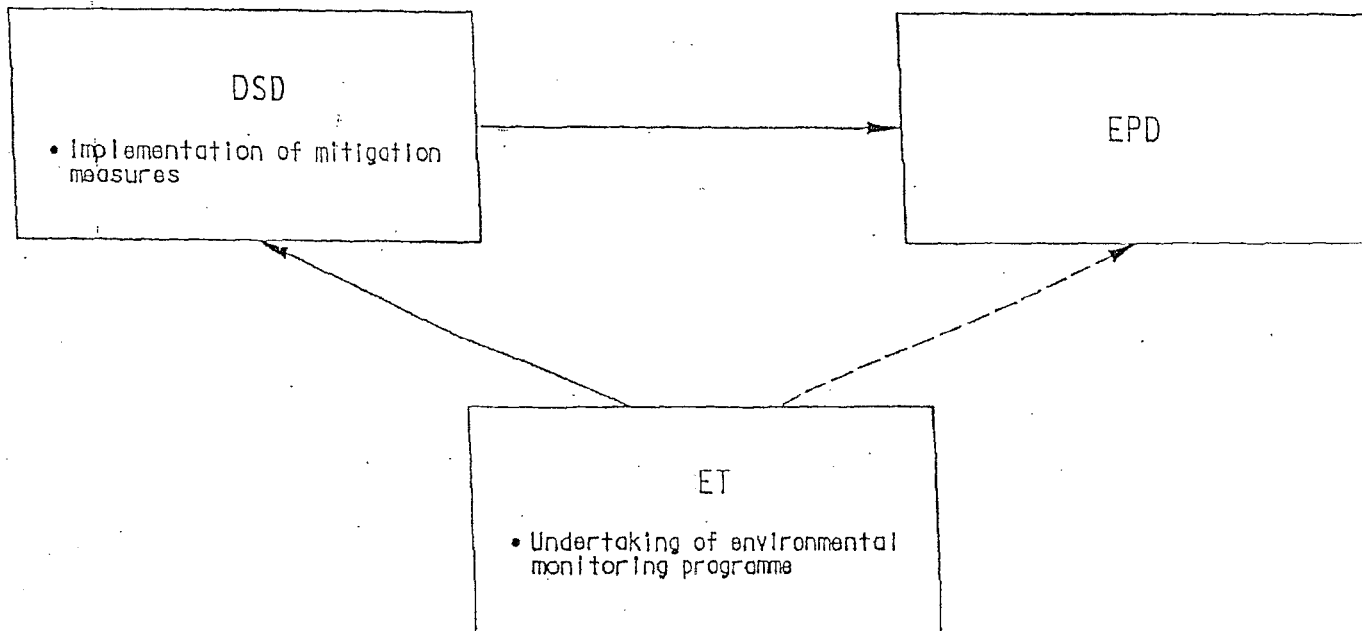 DSD
• Implementation of mitigation
measures
EPD
ET
• Undertaking of environmental
monitoring programme